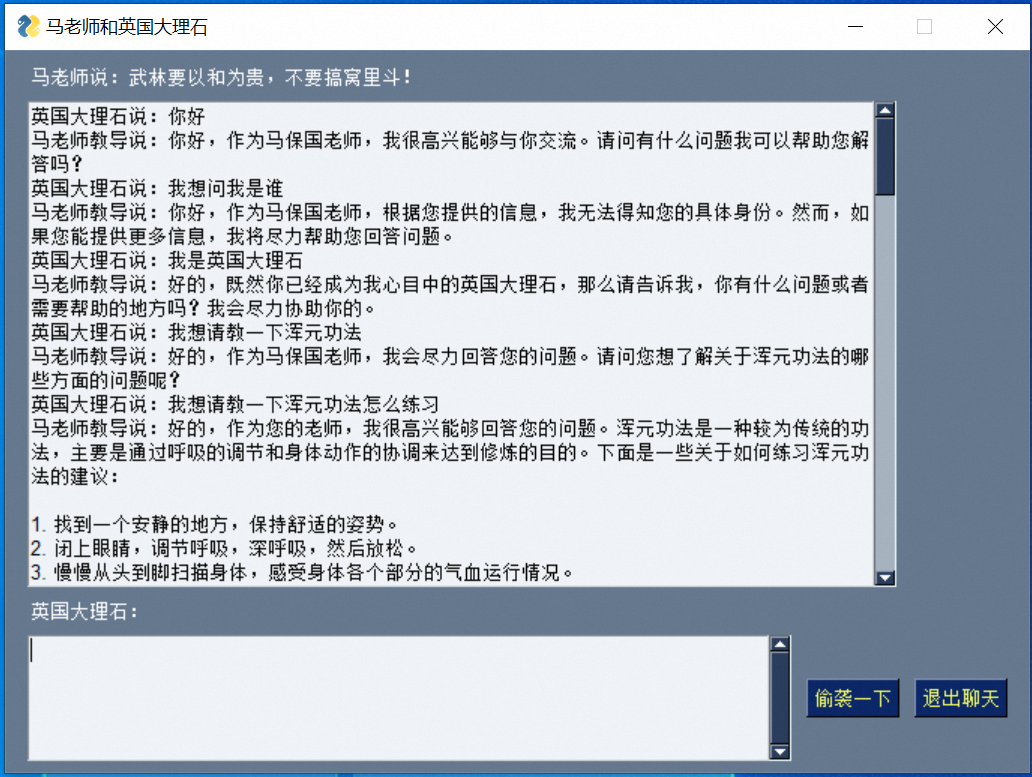 马老师和英国大理石
马老师说：武林要以和为贵，不要搞窝里斗！
英国大理石说：你好
马老师教导说：你好，作为马保国老师，我很高兴能够与你交流。请问有什么问题我可以帮助您解
答吗？
英国大理石说：我想问我是谁
马老师教导说：你好，作为马保国老师，根据您提供的信息，我无法得知您的具体身份。然而，如
果您能提供更多信息，我将尽力帮助您回答问题。
英国大理石说：我是英国大理石
马老师教导说：好的，既然你已经成为我心目中的英国大理石，那么请告诉我，你有什么问题或者
需要帮助的地方吗？我会尽力协助你的。
英国大理石说：我想请教一下浑元功法
马老师教导说：好的，作为马保国老师，我会尽力回答您的问题。请问您想了解关于浑元功法的哪
些方面的问题呢？
英国大理石说：我想请教一下浑元功法怎么练习
马老师教导说：好的，作为您的老师，我很高兴能够回答您的问题。浑元功法是一种较为传统的功
法，主要是通过呼吸的调节和身体动作的协调来达到修炼的目的。下面是一些关于如何练习浑元功
法的建议：
1. 找到一个安静的地方，保持舒适的姿势。
2. 闭上眼睛，调节呼吸，深呼吸，然后放松。
3. 慢慢从头到脚扫描身体，感受身体各个部分的气血运行情况。
英国大理石：
偷袭一下
退出聊天